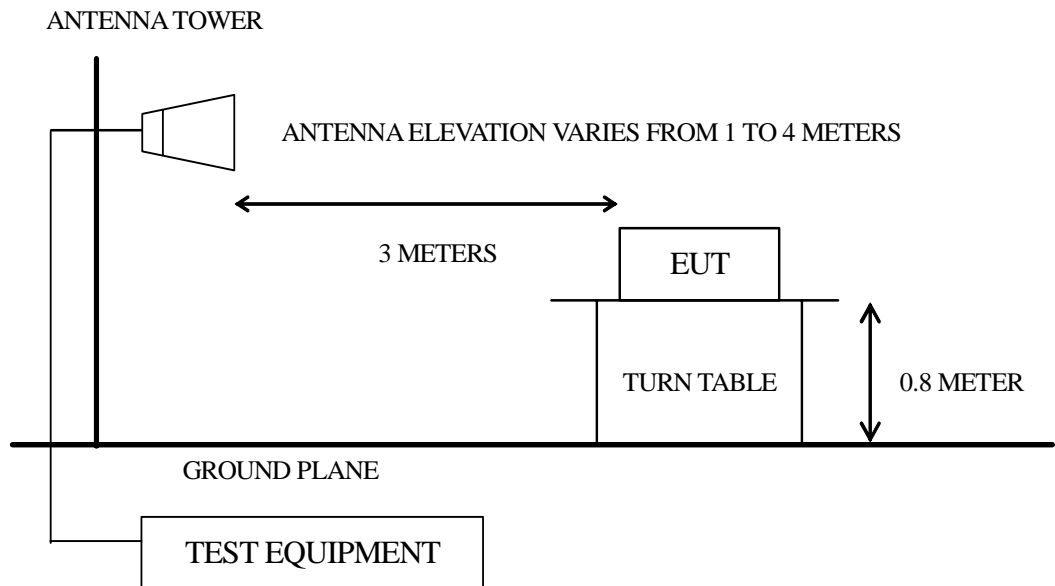 ANTENNA TOWER
ANTENNA ELEVATION VARIES FROM 1 TO 4 METERS
3 METERS
EUT
TURN TABLE
0.8 METER
GROUND PLANE
TEST EQUIPMENT